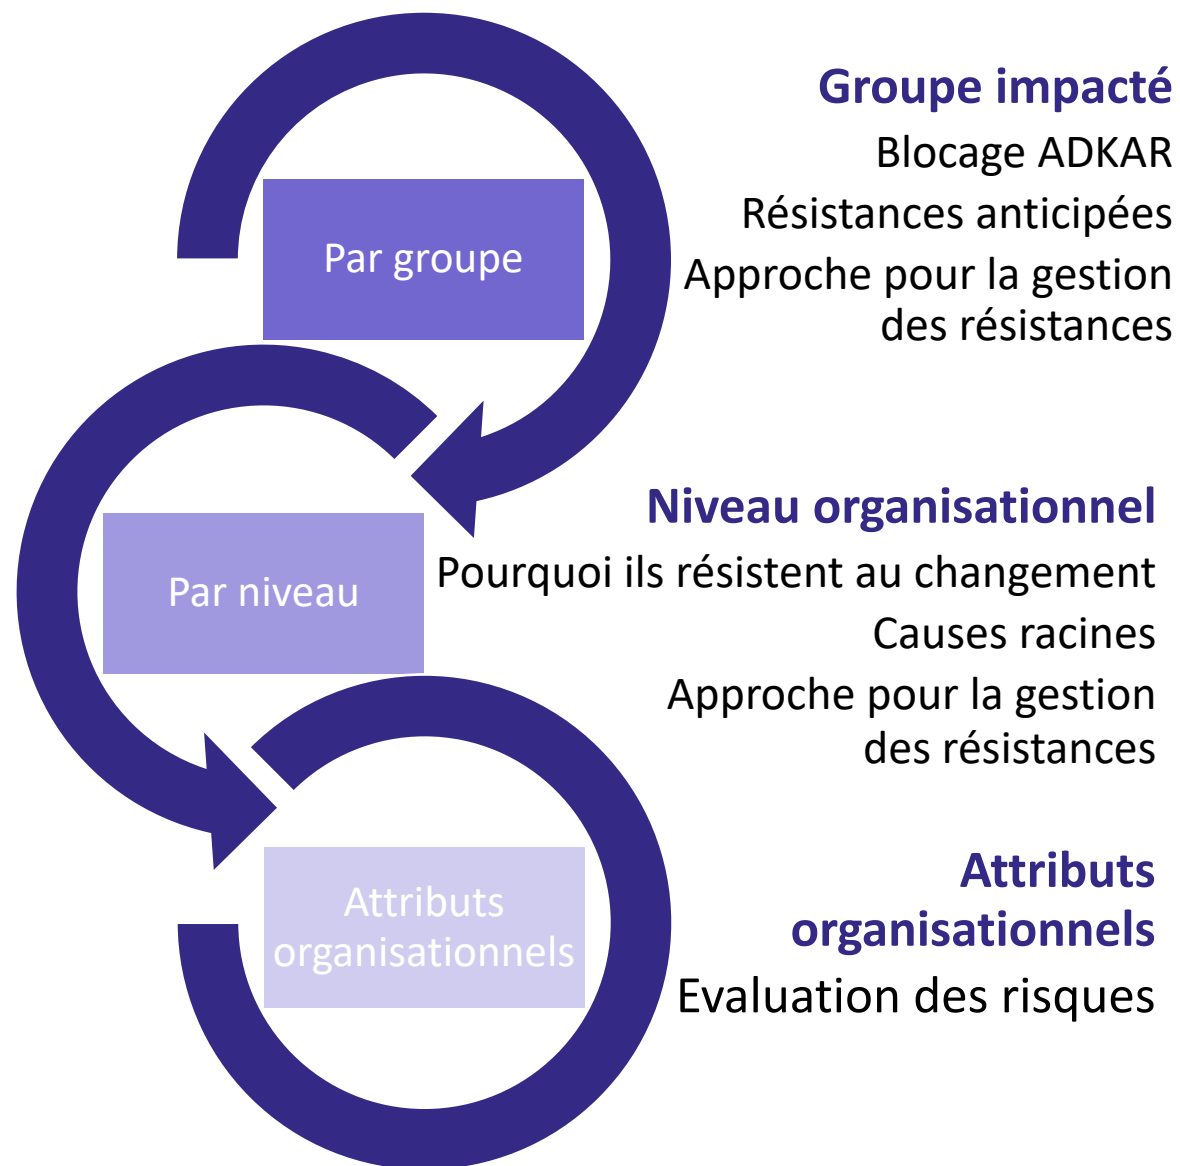 Groupe impacté
Blocage ADKAR
Résistances anticipées
Approche pour la gestion
des résistances
Par groupe
Niveau organisationnel
Pourquoi ils résistent au changement
Causes racines
Approche pour la gestion
des résistances
Par niveau
Attributs
organisationnels
Evaluation des risques
Attributs
organisationnels